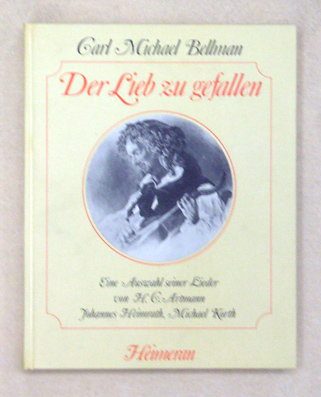 Carl Michael Bellman
Der Lieb zu gefallen
Eine Auswahl seiner Lieder
von H. C. Artmann
Johannes Heimrath, Michael Korth
Heimeran